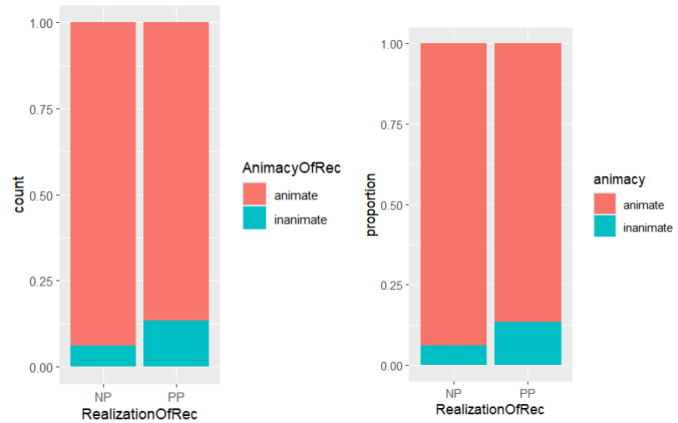 1.00
0.75
0.50
0.25
0.00
count
NP PP
RealizationOfRec
AnimacyOfRec
animate
inanimate
1.00
0.75
0.50
0.25
0.00
proportion
NP PP
RealizationOfRec
animacy
animate
inanimate